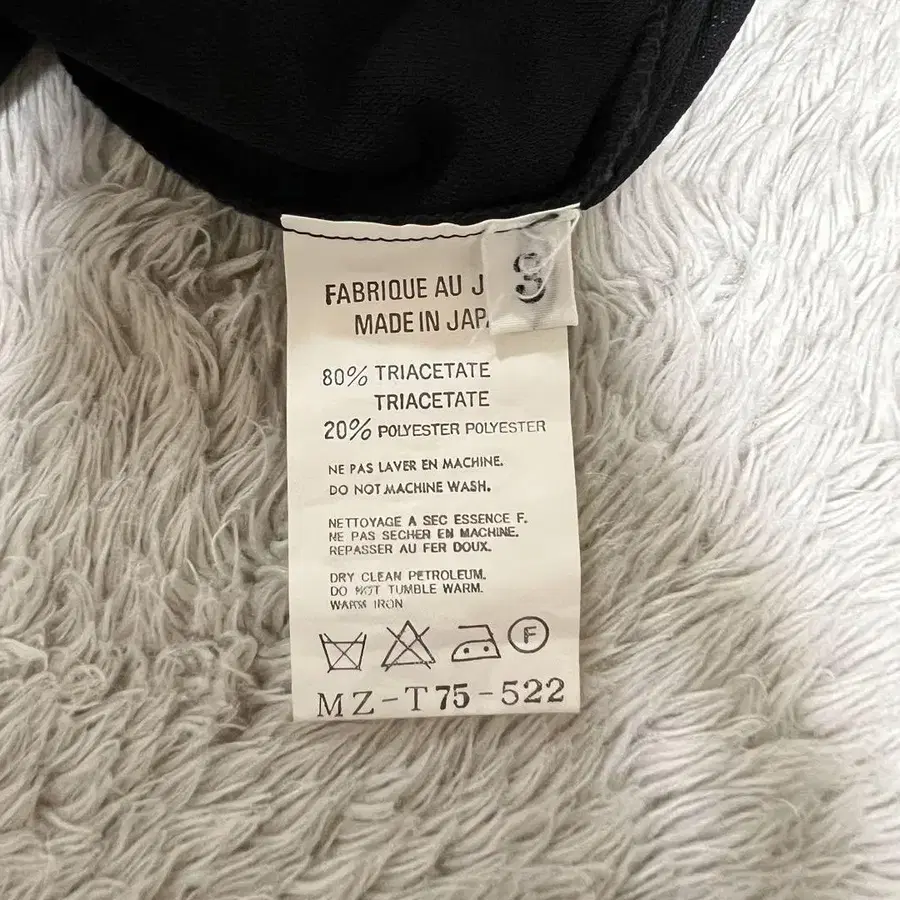 FABRIQUE AU J
3
MADE IN JAP
80% TRIACETATE
TRIACETATE
20% POLYESTER POLYESTER
NE PAS LAVER EN MACHINE.
DO NOT MACHINE WASH.
NETTOYAGE A SEC ESSENCE F.
NE PAS SECHER EN MACHINE.
REPASSER AU FER DOUX.
DRY CLEAN PETROLEUM.
DO NOT TUMBLE WARM.
WARM IRON
F
MZ-T75-522